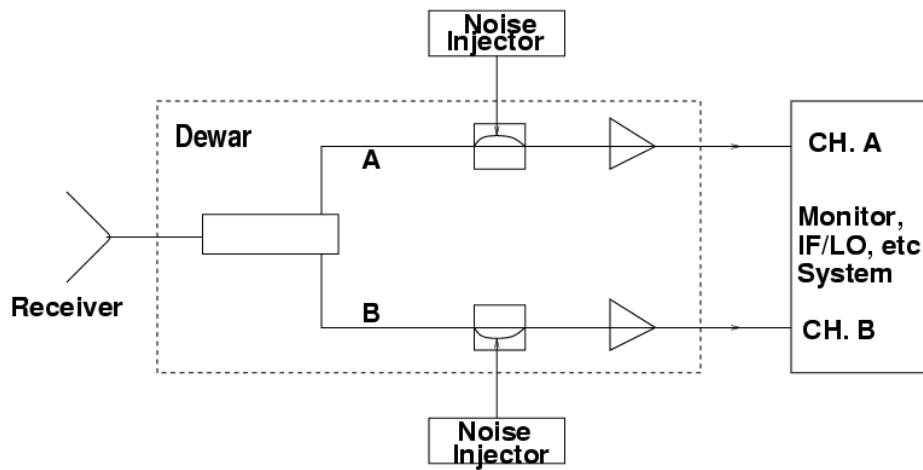 Noise
Injector
Dewar
A
CH. A
Monitor,
IF/LO, etc
System
Receiver
B
CH. B
Noise
Injector